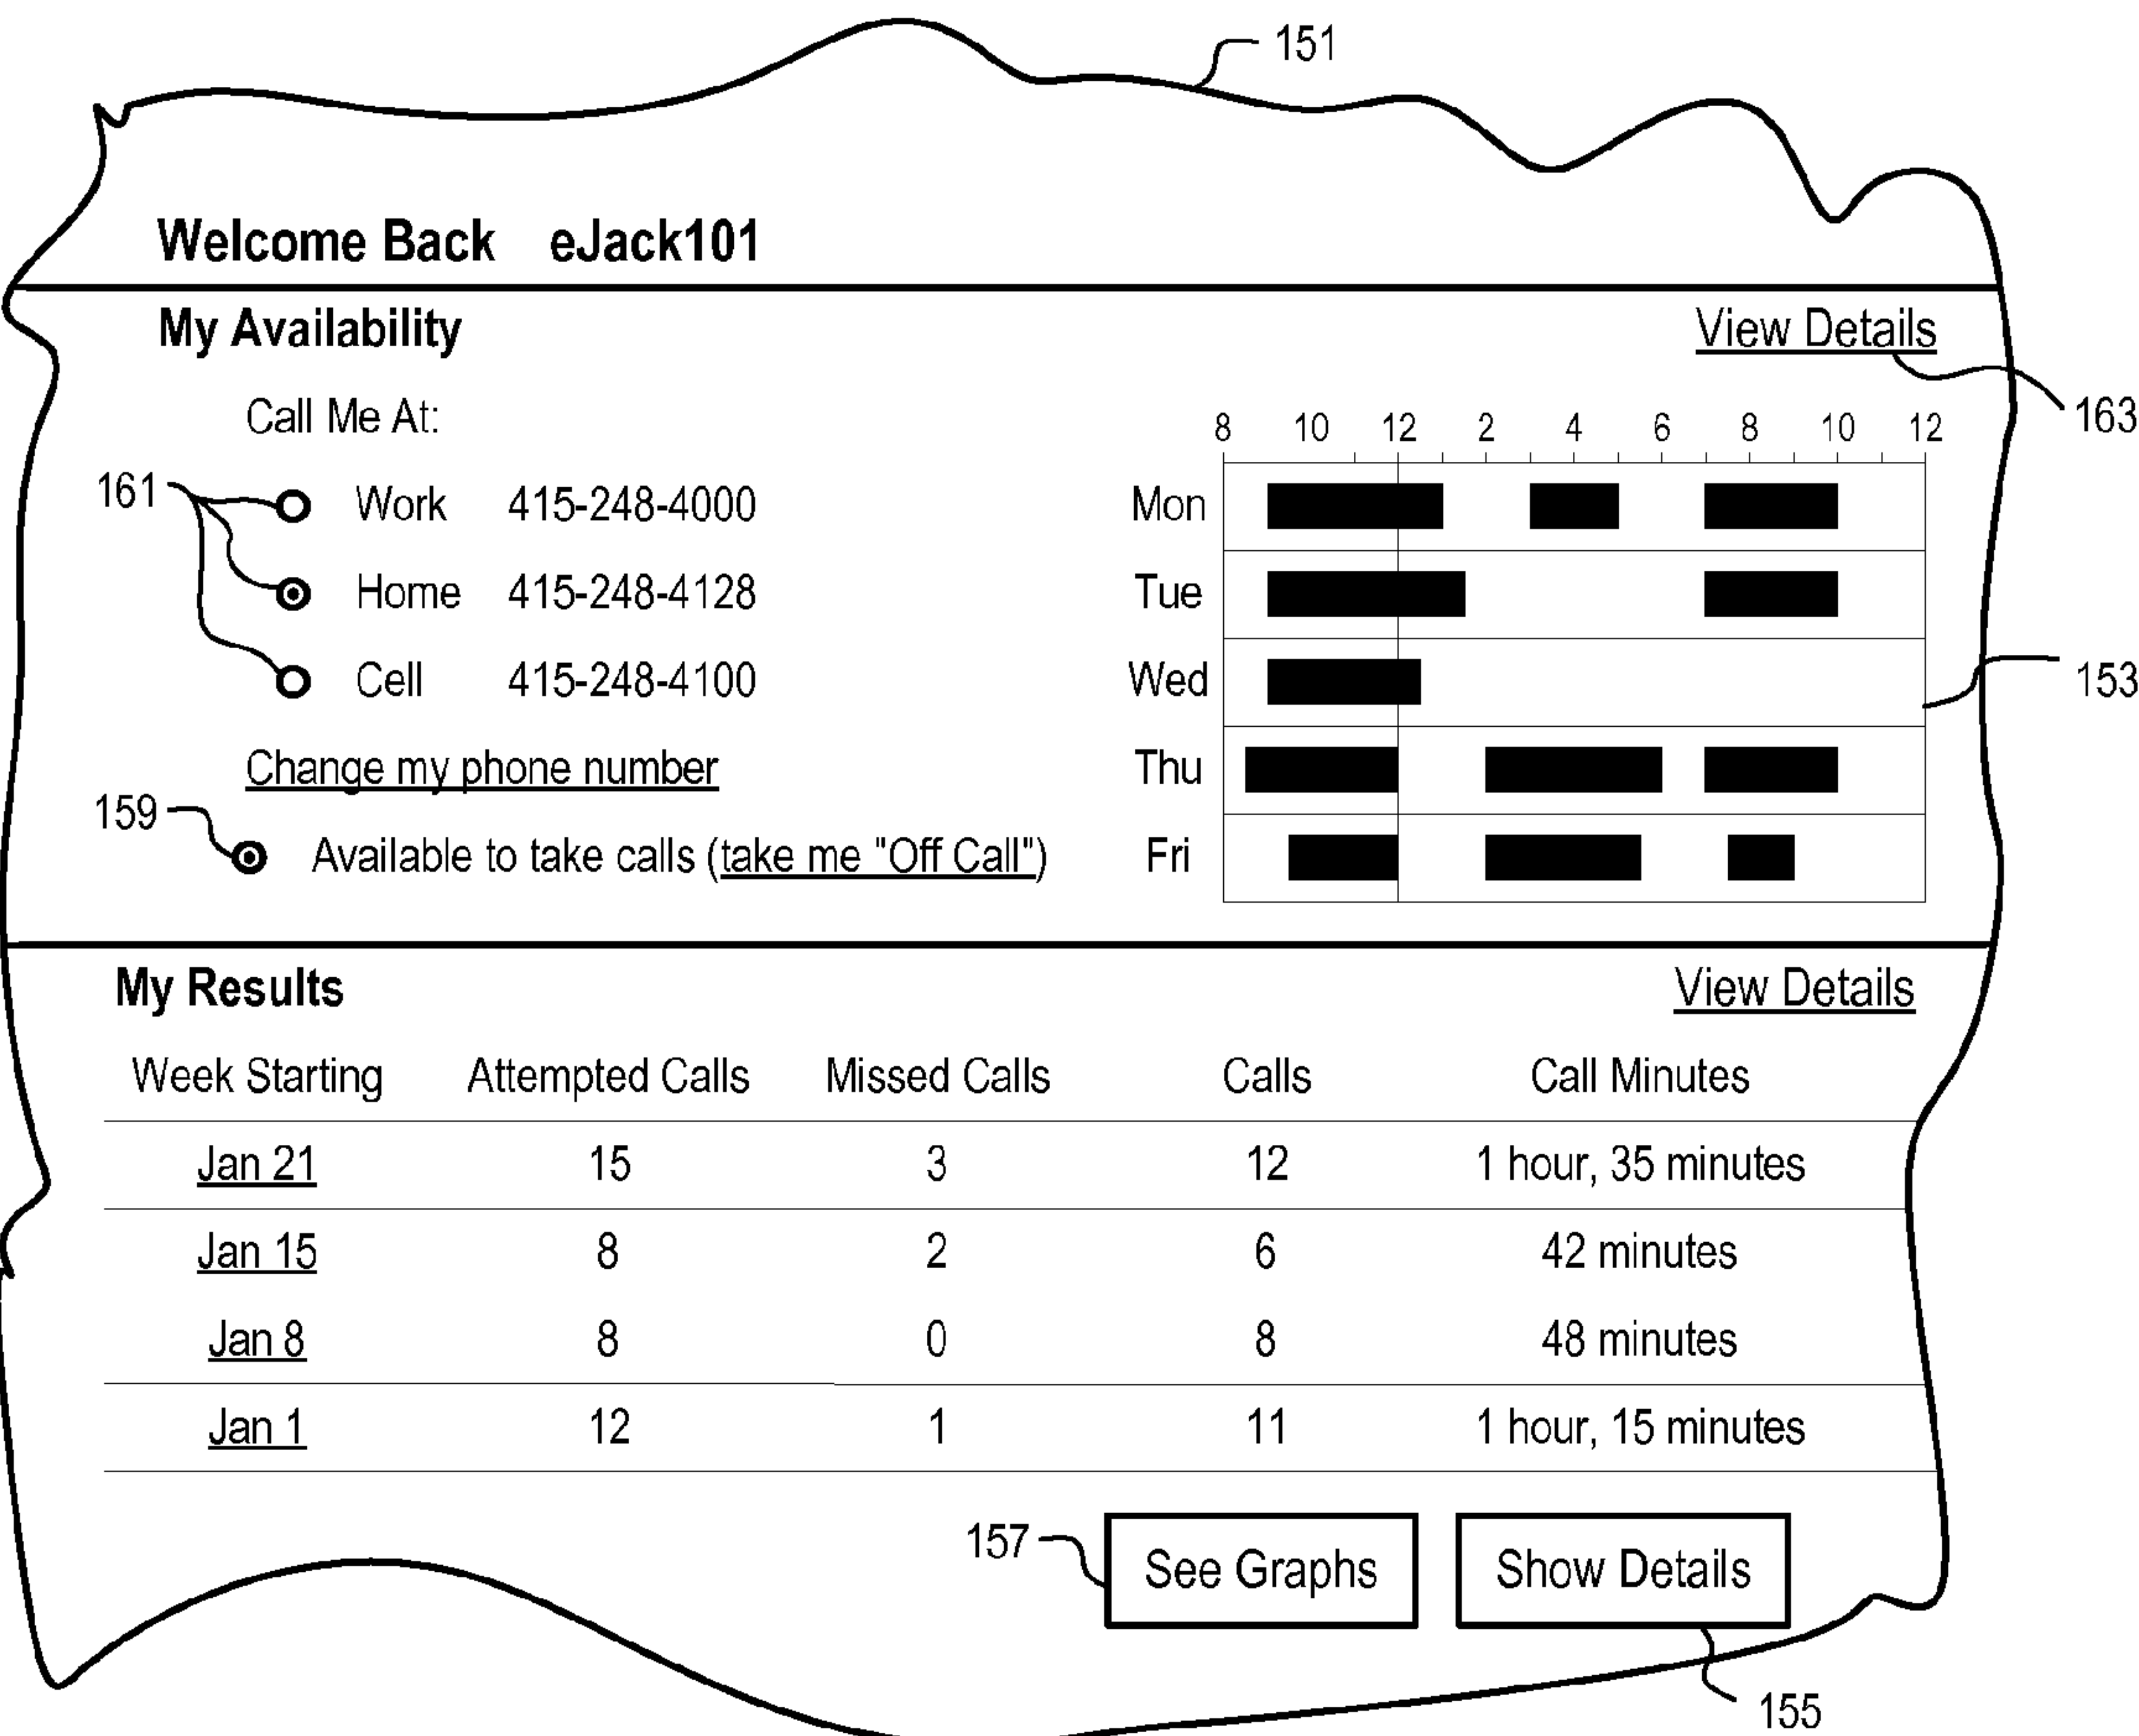 151
Welcome Back eJack101
My Availability View Details
163
Call Me At:
8 10 12 2 4 6 8 10 12
161
Work 415-248-4000 Mon
Home 415-248-4128 Tue
Cell 415-248-4100 Wed
153
Change my phone number Thu
159
Available to take calls (take me "Off Call") Fri
My Results View Details
Week Starting Attempted Calls Missed Calls Calls Call Minutes
Jan 21 15 3 12 1 hour, 35 minutes
Jan 15 8 2 6 42 minutes
Jan 8 8 0 8 48 minutes
Jan 1 12 1 11 1 hour, 15 minutes
157
See Graphs Show Details
155